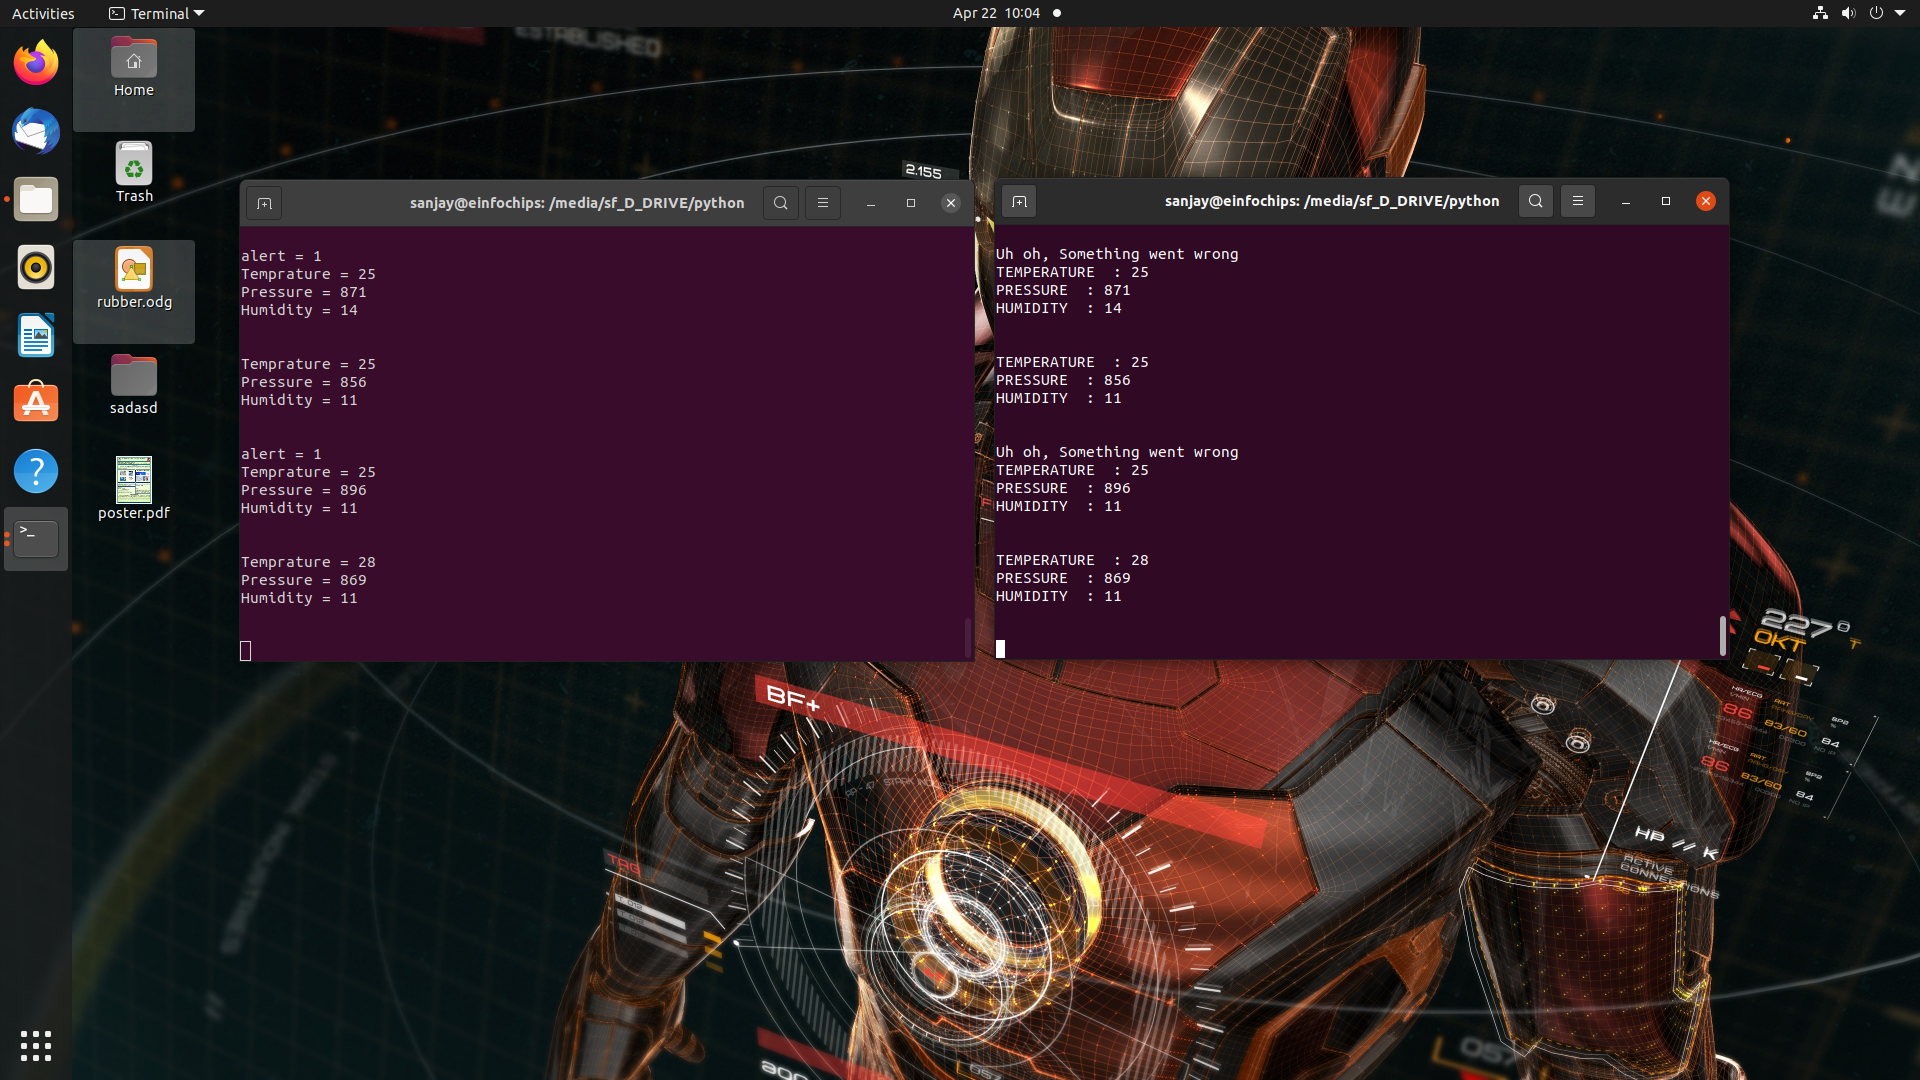 Activities
Terminal
Apr 22 10:04
Home
Trash
rubber.odg
sadasd
poster.pdf
sanjay@einfochips: /media/sf_D_DRIVE/python
alert = 1
Temprature = 25
Pressure = 871
Humidity = 14
Temprature = 25
Pressure = 856
Humidity = 11
alert = 1
Temprature = 25
Pressure = 896
Humidity = 11
Temprature = 28
Pressure = 869
Humidity = 11
sanjay@einfochips: /media/sf_D_DRIVE/python
Uh oh, Something went wrong
TEMPERATURE  : 25
PRESSURE  : 871
HUMIDITY  : 14
TEMPERATURE  : 25
PRESSURE  : 856
HUMIDITY  : 11
Uh oh, Something went wrong
TEMPERATURE  : 25
PRESSURE  : 896
HUMIDITY  : 11
TEMPERATURE  : 28
PRESSURE  : 869
HUMIDITY  : 11
ESTABLISHED
2.155
227°
OKT
BF+
86
83/60
84
86
83/60
84
HP // K
ACTIVE
CONNECTIONS
TAG
057
057